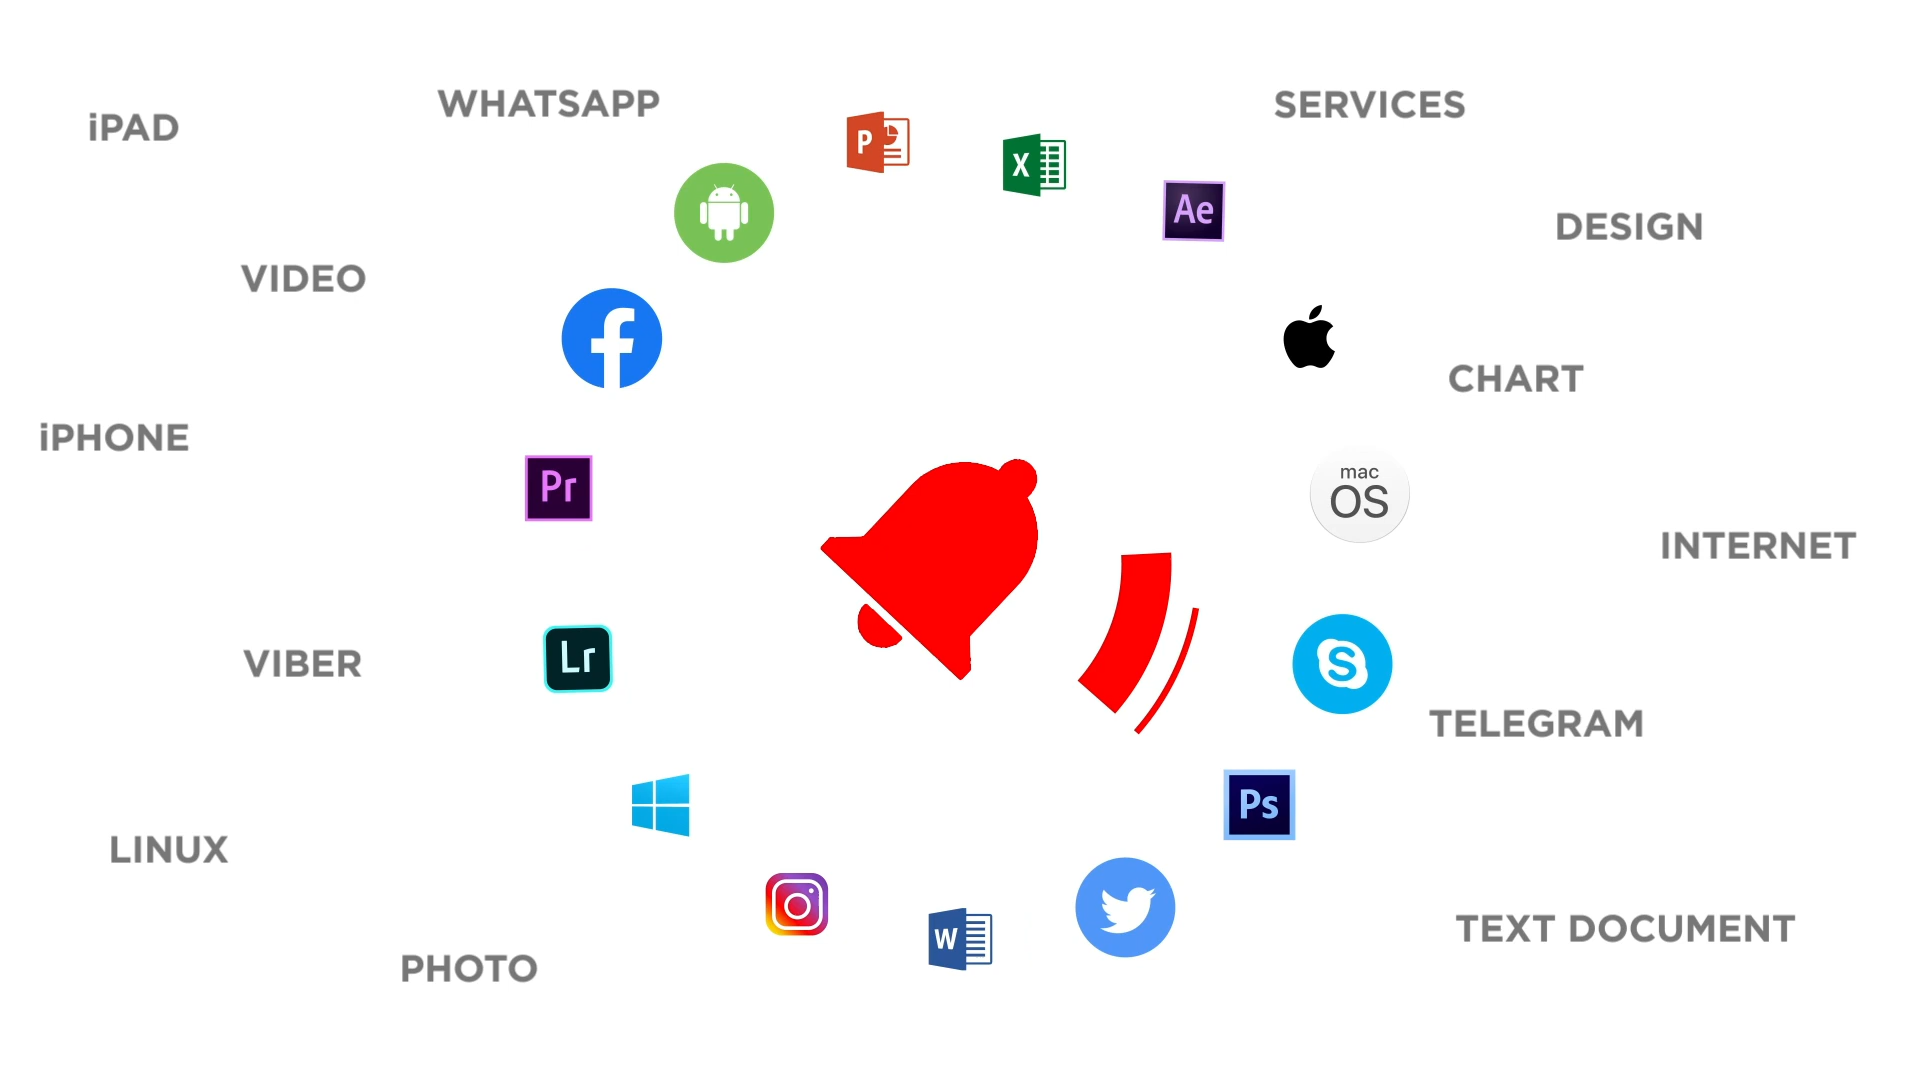 WHATSAPP
SERVICES
iPAD
P
X
Ae
DESIGN
VIDEO
f
CHART
iPHONE
Pr
mac
OS
INTERNET
VIBER
Lr
S
TELEGRAM
Ps
LINUX
W
TEXT DOCUMENT
PHOTO